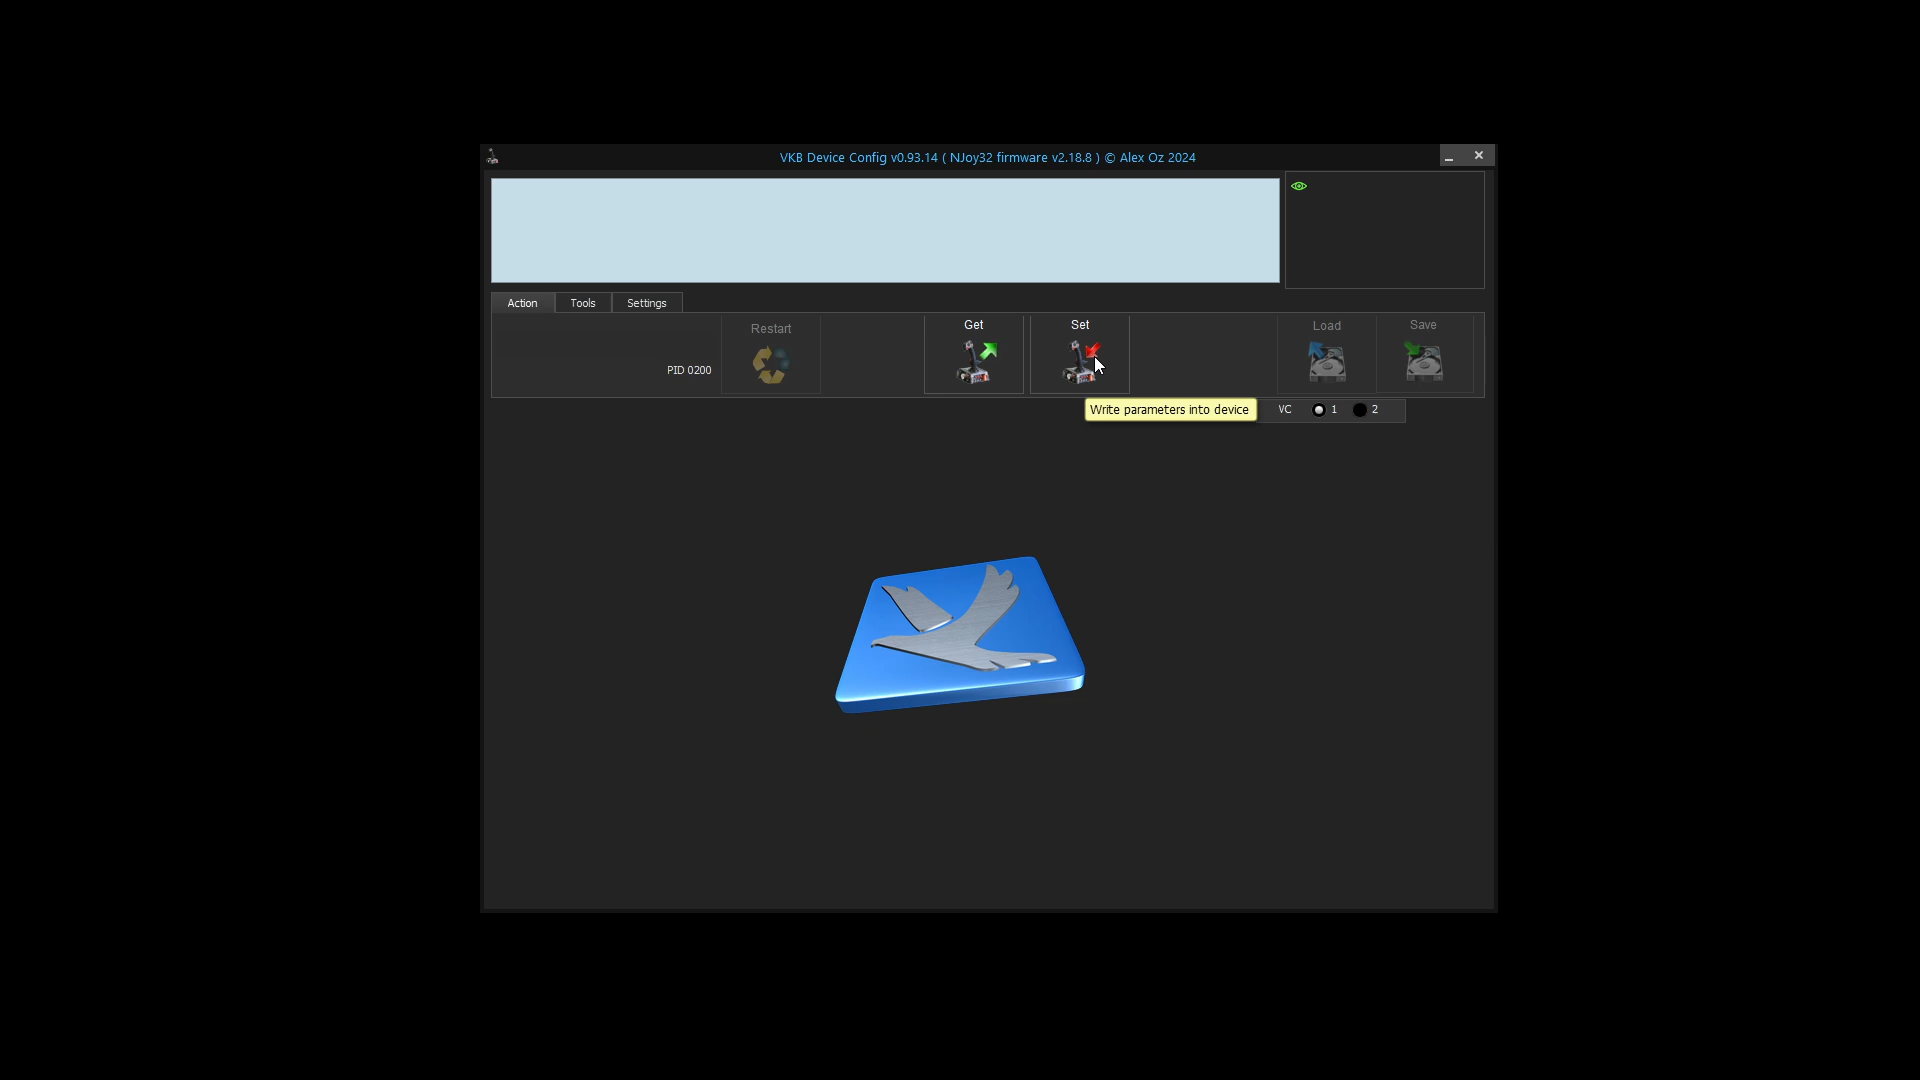 VKB Device Config v0.93.14 ( NJoy32 firmware v2.18.8 ) © Alex Oz 2024
Action Tools Settings
Restart Get Set Load Save
PID 0200
Write parameters into device VC 1 2